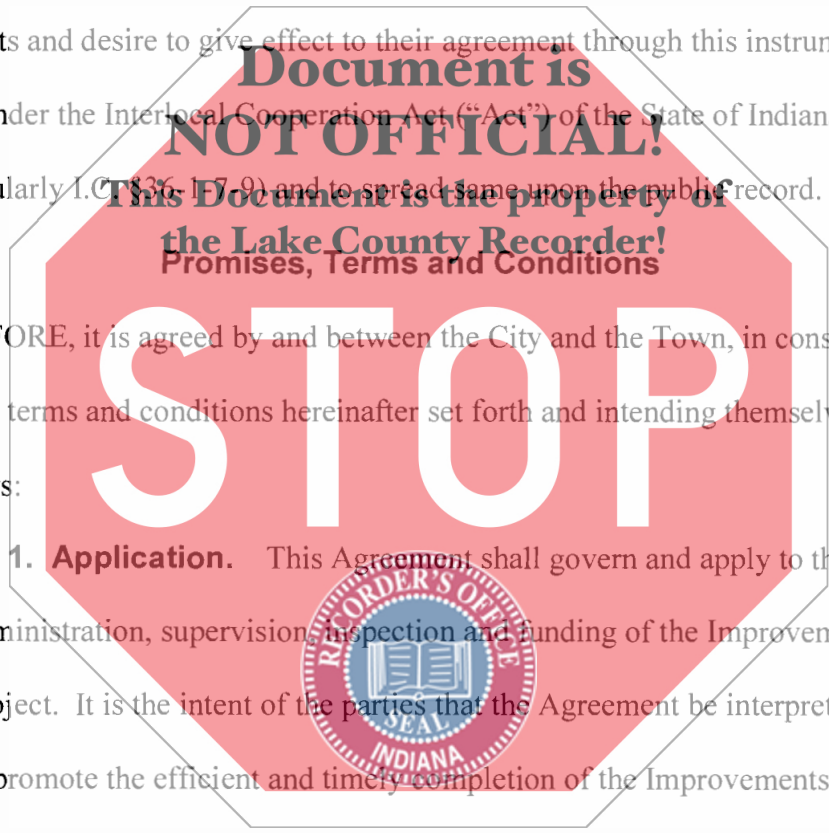 ts and desire to give effect to their agreement through this instrun
Document is
nder the Interlocal Cooperation Act (“Act”) of the State of Indian
NOT OFFICIAL!
ularly I.C. §36-1-7-9) and to spread same upon the public record.
This Document is the property of
the Lake County Recorder!
Promises, Terms and Conditions
FORE, it is agreed by and between the City and the Town, in cons
STOP
terms and conditions hereinafter set forth and intending themselv
s:
1. Application. This Agreement shall govern and apply to th
RECORDER'S OFFICE
ministration, supervision, inspection and funding of the Improvem
oject. It is the intent of the parties that the Agreement be interpret
SEAL
INDIANA
promote the efficient and timely completion of the Improvements